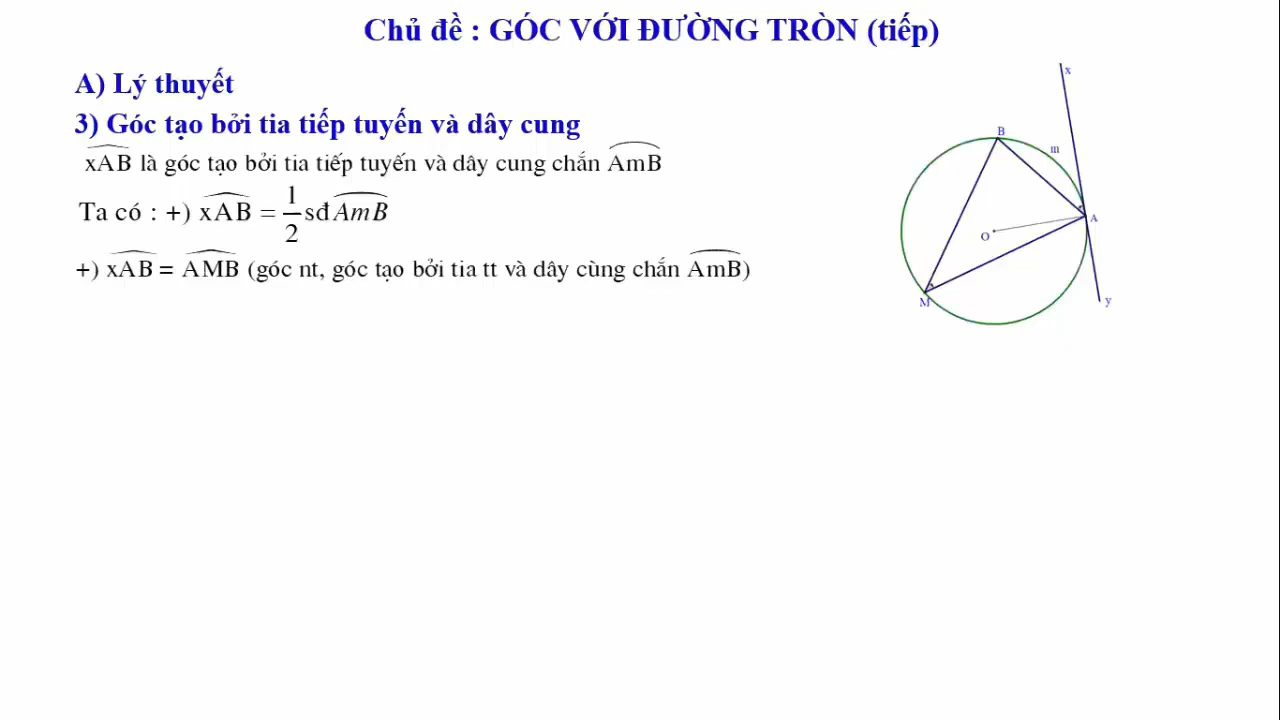 Chủ đề : GÓC VỚI ĐƯỜNG TRÒN (tiếp)
A) Lý thuyết
3) Góc tạo bởi tia tiếp tuyến và dây cung
xAB là góc tạo bởi tia tiếp tuyến và dây cung chắn AmB
Ta có : +) xAB = 1/2 sđ AmB
+) xAB = AMB (góc nt, góc tạo bởi tia tt và dây cùng chắn AmB)
x
B
m
A
O
M
y